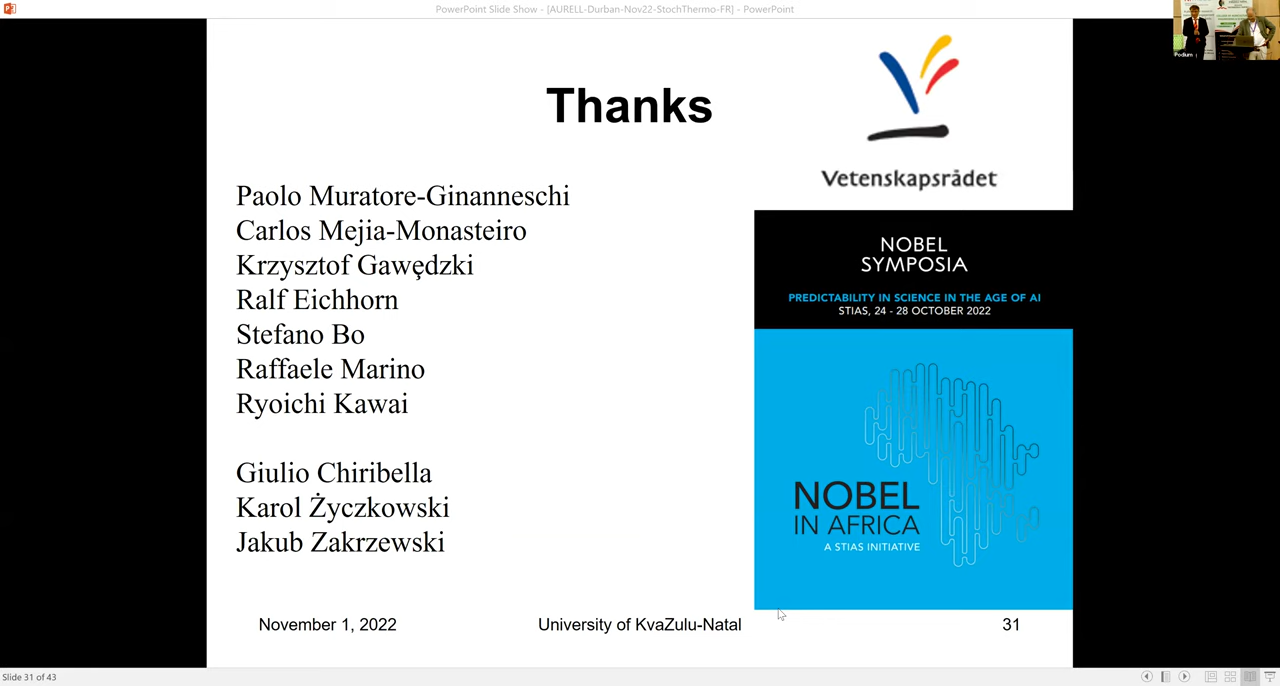 PowerPoint Slide Show - [AURELL-Durban-Nov22-StochThermo-FR] - PowerPoint
Podium
Thanks
Vetenskapsrådet
Paolo Muratore-Ginanneschi
Carlos Mejia-Monasteiro
Krzysztof Gawędzki
Ralf Eichhorn
Stefano Bo
Raffaele Marino
Ryoichi Kawai
Giulio Chiribella
Karol Życzkowski
Jakub Zakrzewski
NOBEL
SYMPOSIA
PREDICTABILITY IN SCIENCE IN THE AGE OF AI
STIAS, 24 - 28 OCTOBER 2022
NOBEL
IN AFRICA
A STIAS INITIATIVE
November 1, 2022
University of KvaZulu-Natal
31
Slide 31 of 43